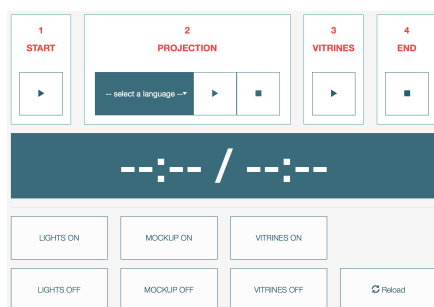 1
START
2
PROJECTION
3
VITRINES
4
END
-- select a language --
--:-- / --:--
LIGHTS ON
MOCKUP ON
VITRINES ON
LIGHTS OFF
MOCKUP OFF
VITRINES OFF
Reload